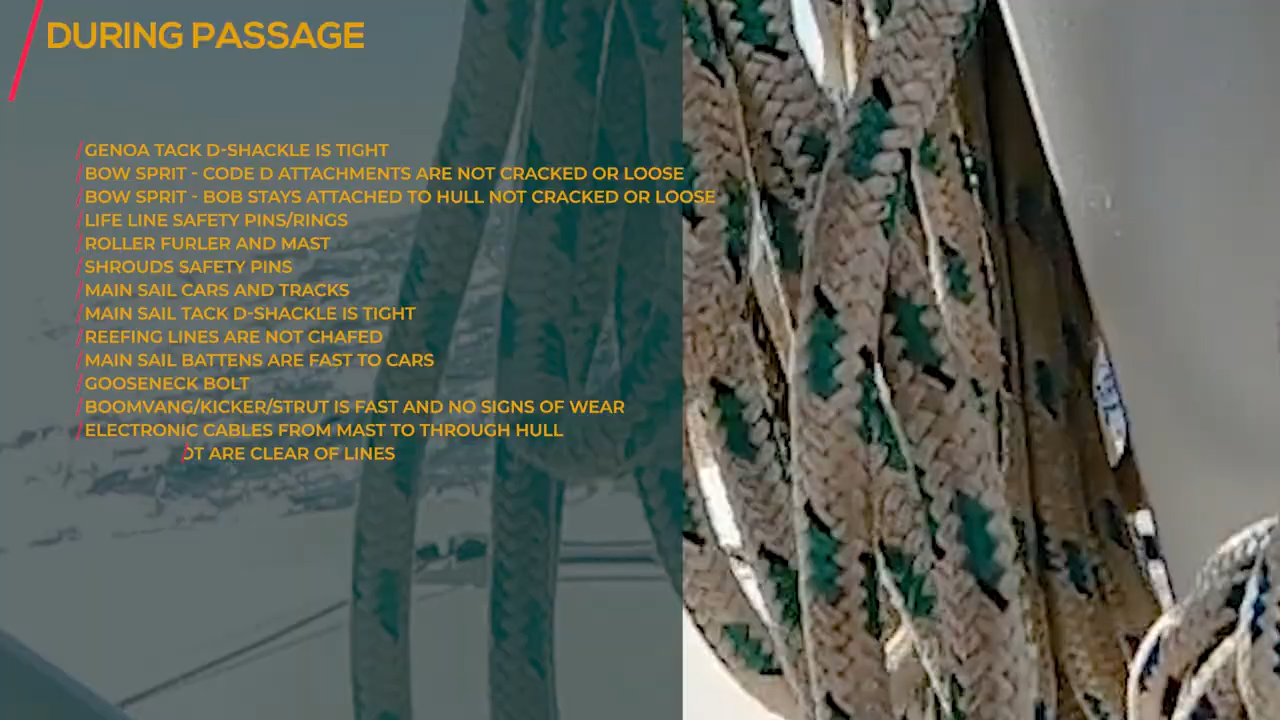 DURING PASSAGE
GENOA TACK D-SHACKLE IS TIGHT
BOW SPRIT - CODE D ATTACHMENTS ARE NOT CRACKED OR LOOSE
BOW SPRIT - BOB STAYS ATTACHED TO HULL NOT CRACKED OR LOOSE
LIFE LINE SAFETY PINS/RINGS
ROLLER FURLER AND MAST
SHROUDS SAFETY PINS
MAIN SAIL CARS AND TRACKS
MAIN SAIL TACK D-SHACKLE IS TIGHT
REEFING LINES ARE NOT CHAFED
MAIN SAIL BATTENS ARE FAST TO CARS
GOOSENECK BOLT
BOOMVANG/KICKER/STRUT IS FAST AND NO SIGNS OF WEAR
ELECTRONIC CABLES FROM MAST TO THROUGH HULL
ARE CLEAR OF LINES